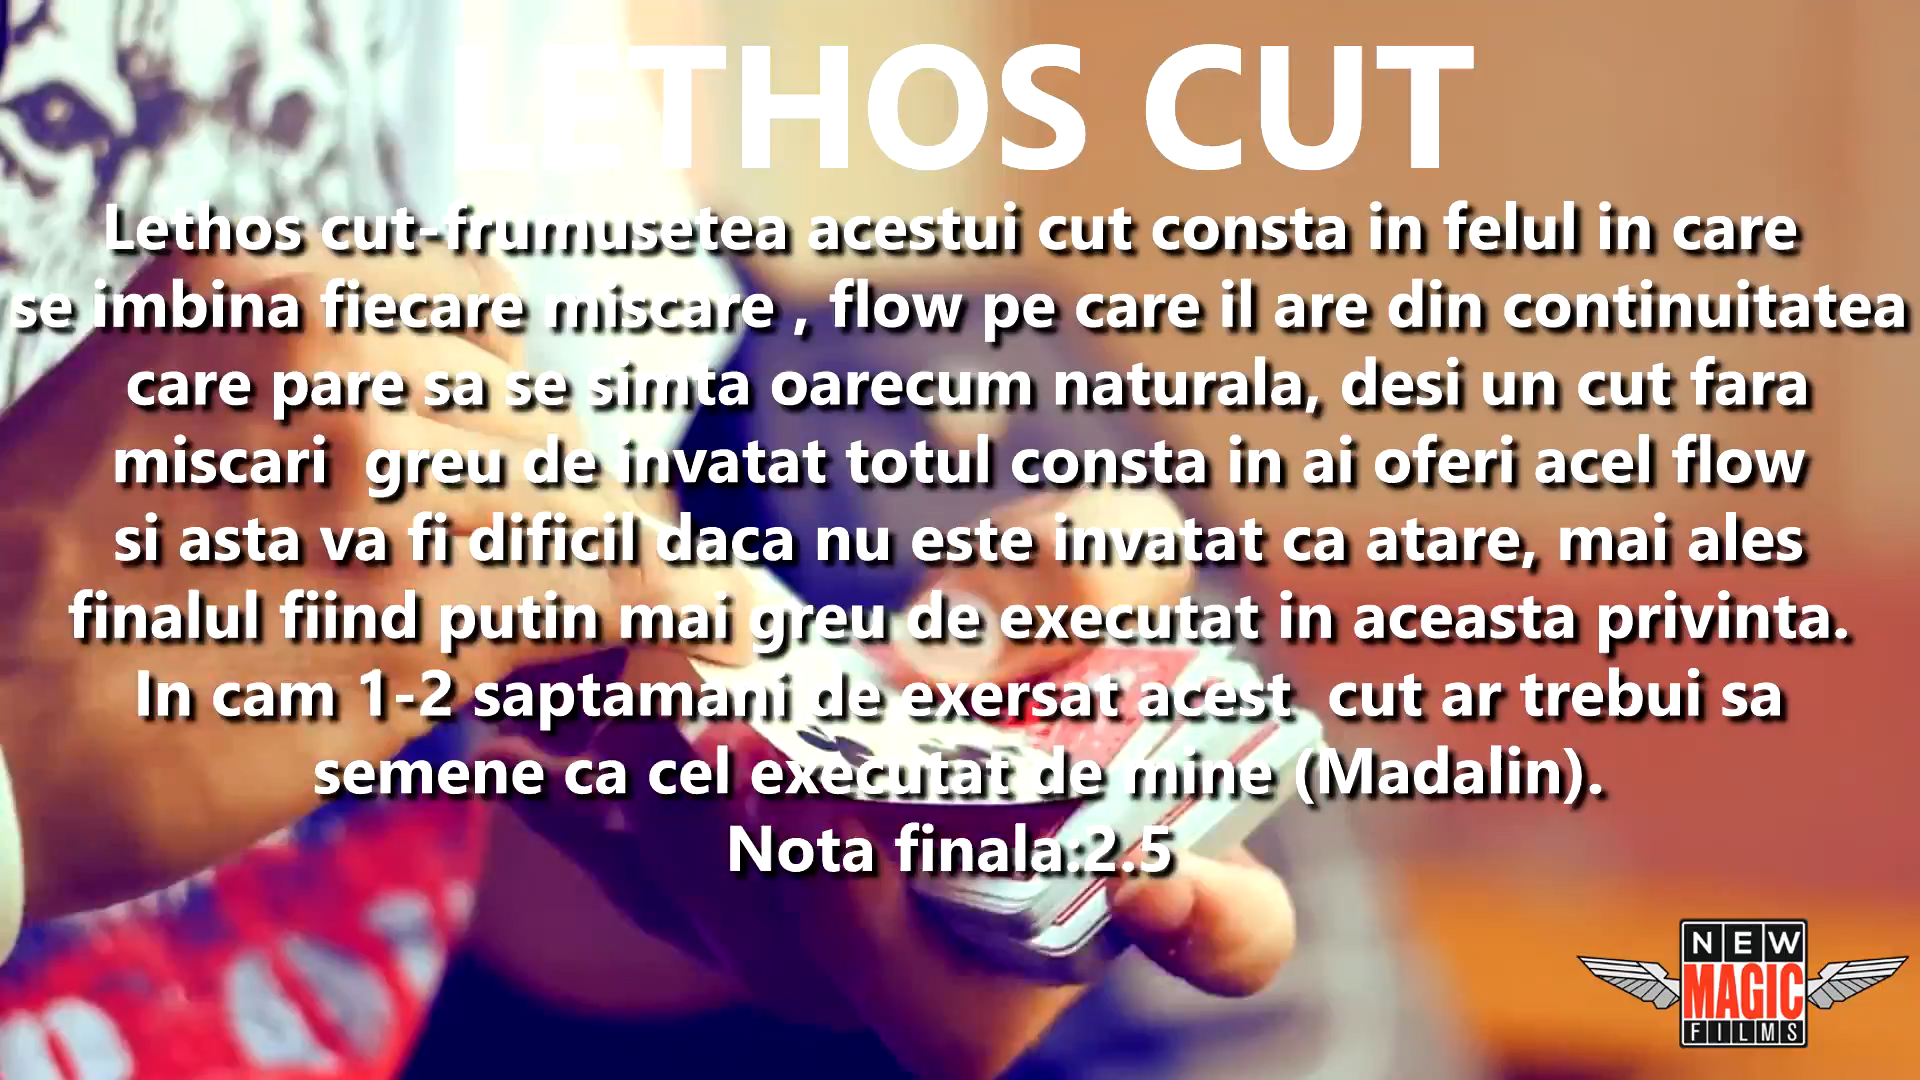 LETHOS CUT
Lethos cut-frumusetea acestui cut consta in felul in care
se imbina fiecare miscare , flow pe care il are din continuitatea
care pare sa se simta oarecum naturala, desi un cut fara
miscari  greu de invatat totul consta in ai oferi acel flow
si asta va fi dificil daca nu este invatat ca atare, mai ales
finalul fiind putin mai greu de executat in aceasta privinta.
In cam 1-2 saptamani de exersat acest  cut ar trebui sa
semene ca cel executat de mine (Madalin).
Nota finala:2.5
NEW
MAGIC
FILMS